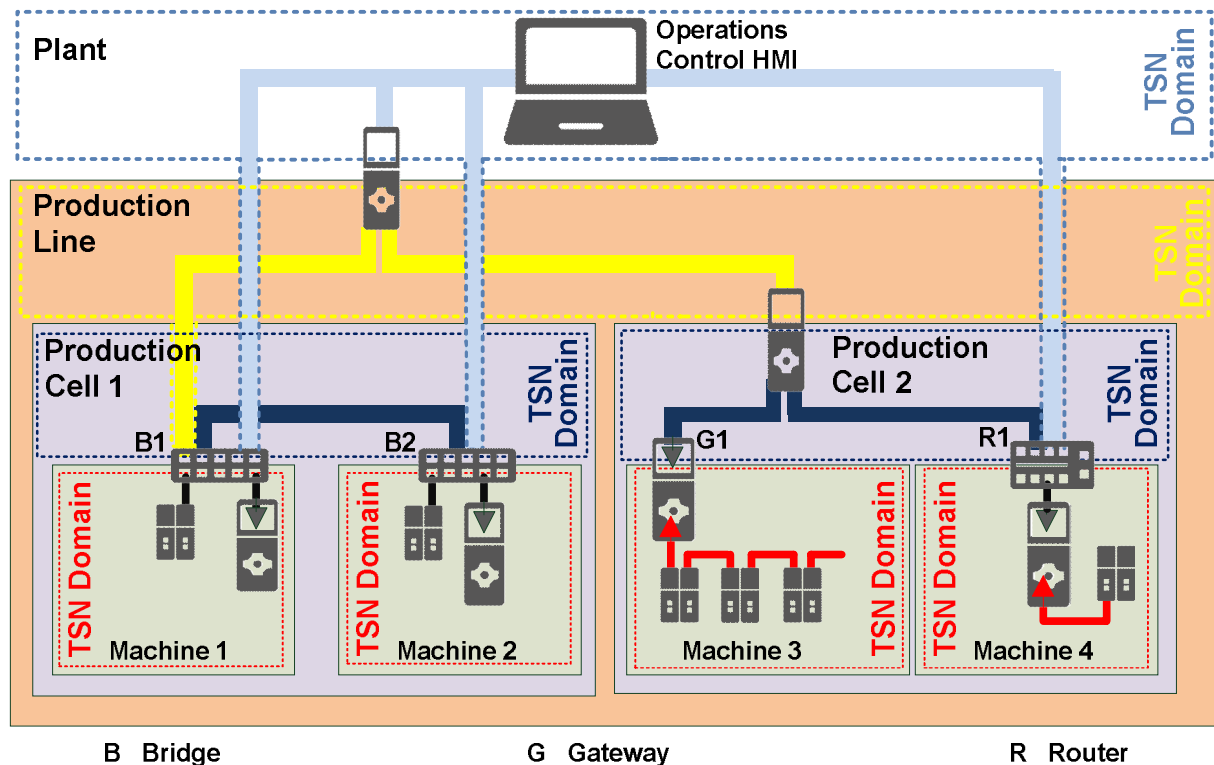 Plant
Operations
Control HMI
TSN
Domain
Production
Line
TSN
Domain
Production
Cell 1
TSN
Domain
Production
Cell 2
TSN
Domain
B1
B2
G1
R1
TSN Domain
Machine 1
TSN Domain
Machine 2
TSN Domain
Machine 3
TSN Domain
Machine 4
B Bridge
G Gateway
R Router